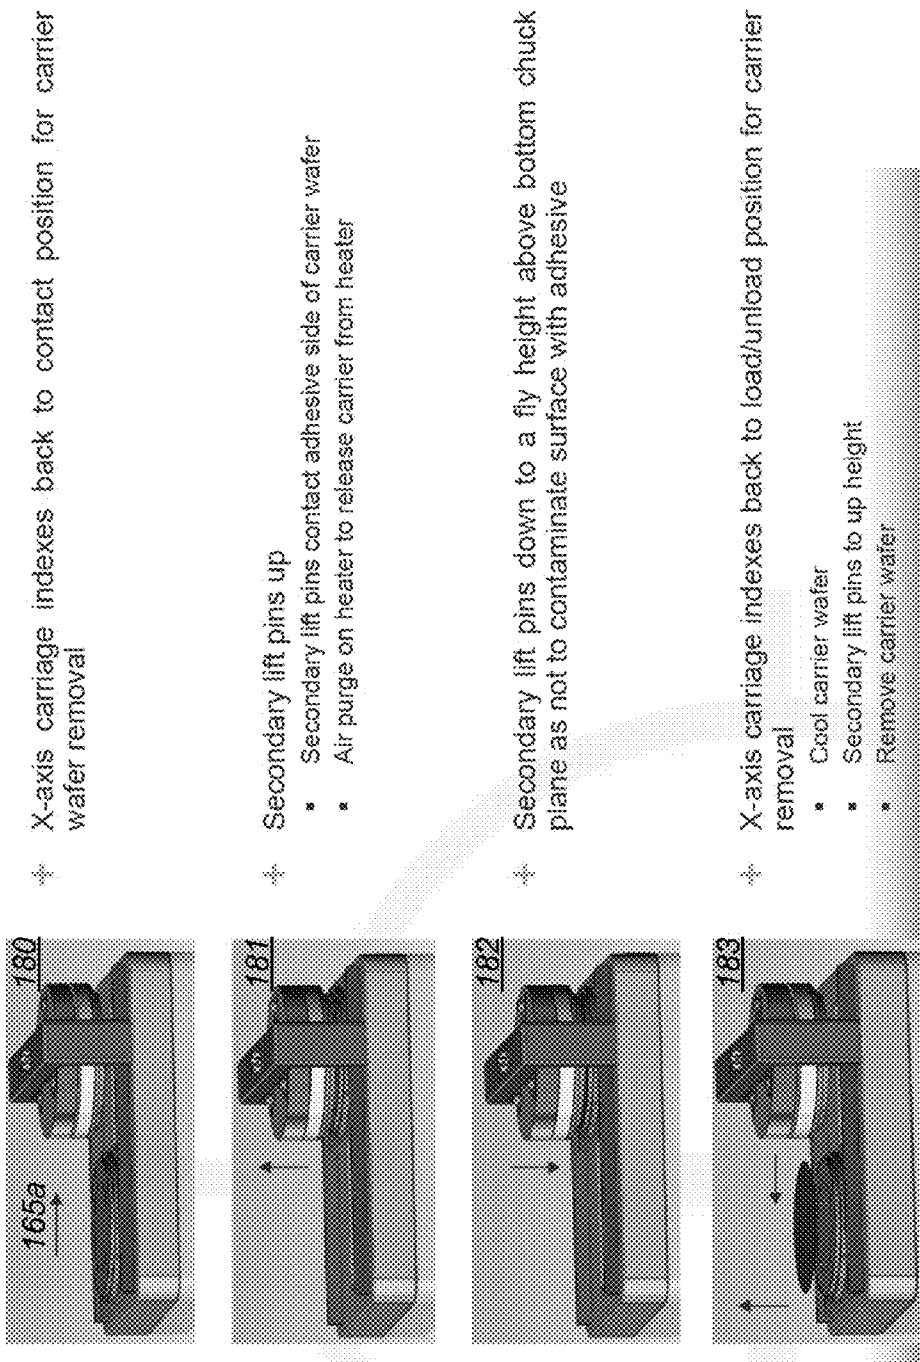 180
165a
X-axis carriage indexes back to contact position for carrier
wafer removal
181
Secondary lift pins up
▪ Secondary lift pins contact adhesive side of carrier wafer
▪ Air purge on heater to release carrier from heater
182
Secondary lift pins down to a fly height above bottom chuck
plane as not to contaminate surface with adhesive
183
X-axis carriage indexes back to load/unload position for carrier
removal
▪ Cool carrier wafer
▪ Secondary lift pins to up height
▪ Remove carrier wafer